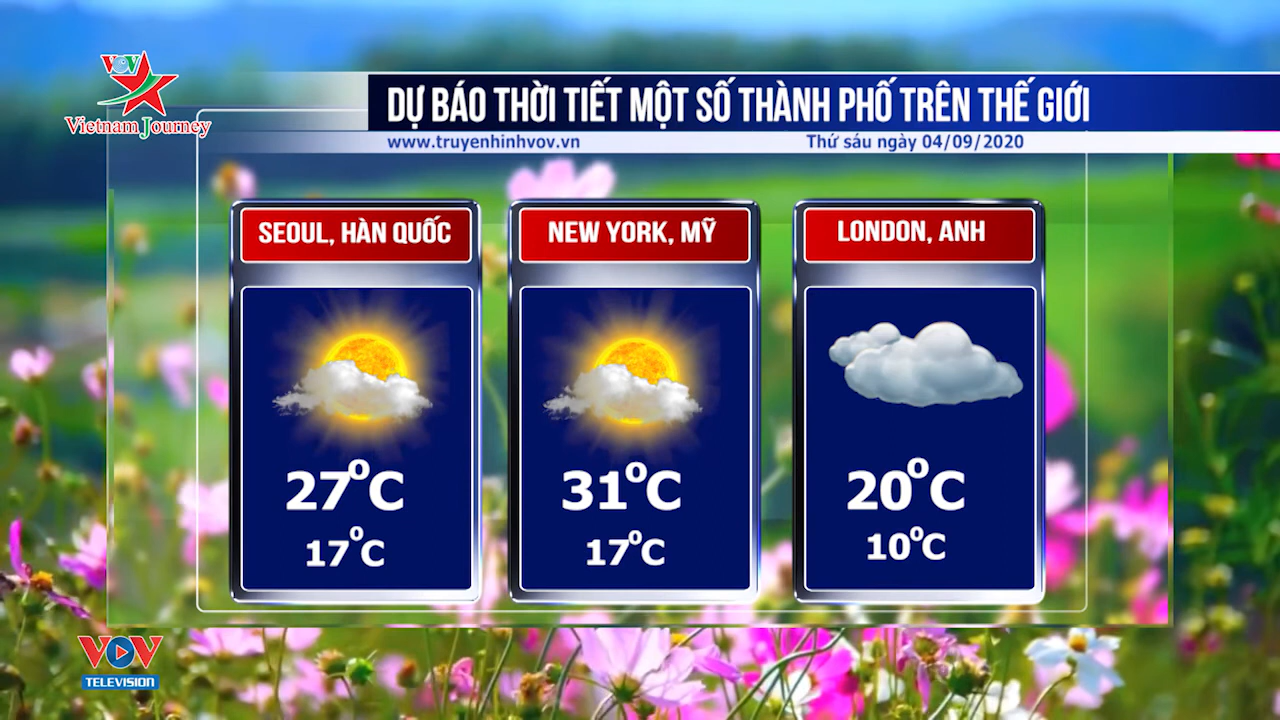 VOV
Vietnam Journey
DỰ BÁO THỜI TIẾT MỘT SỐ THÀNH PHỐ TRÊN THẾ GIỚI
www.truyenhinhvov.vn
Thứ sáu ngày 04/09/2020
SEOUL, HÀN QUỐC
27°C
17°C
NEW YORK, MỸ
31°C
17°C
LONDON, ANH
20°C
10°C
VOV
TELEVISION